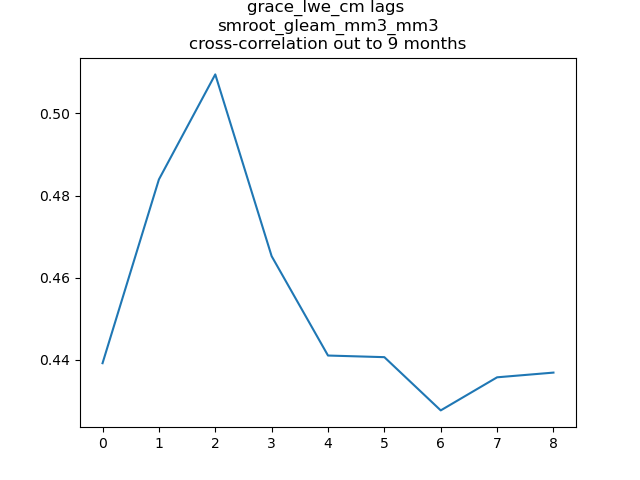 grace_lwe_cm lags
smroot_gleam_mm3_mm3
cross-correlation out to 9 months
0.50
0.48
0.46
0.44
0 1 2 3 4 5 6 7 8